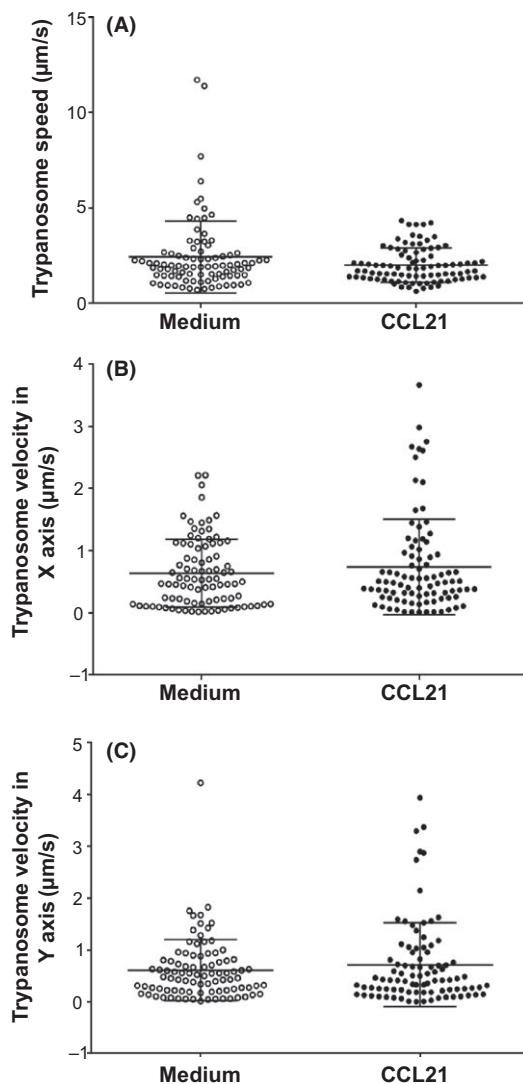 (A)
Trypanosome speed (µm/s)
15
10
5
0
Medium
CCL21
(B)
Trypanosome velocity in
X axis (µm/s)
4
3
2
1
0
–1
Medium
CCL21
(C)
Trypanosome velocity in
Y axis (µm/s)
5
4
3
2
1
0
–1
Medium
CCL21